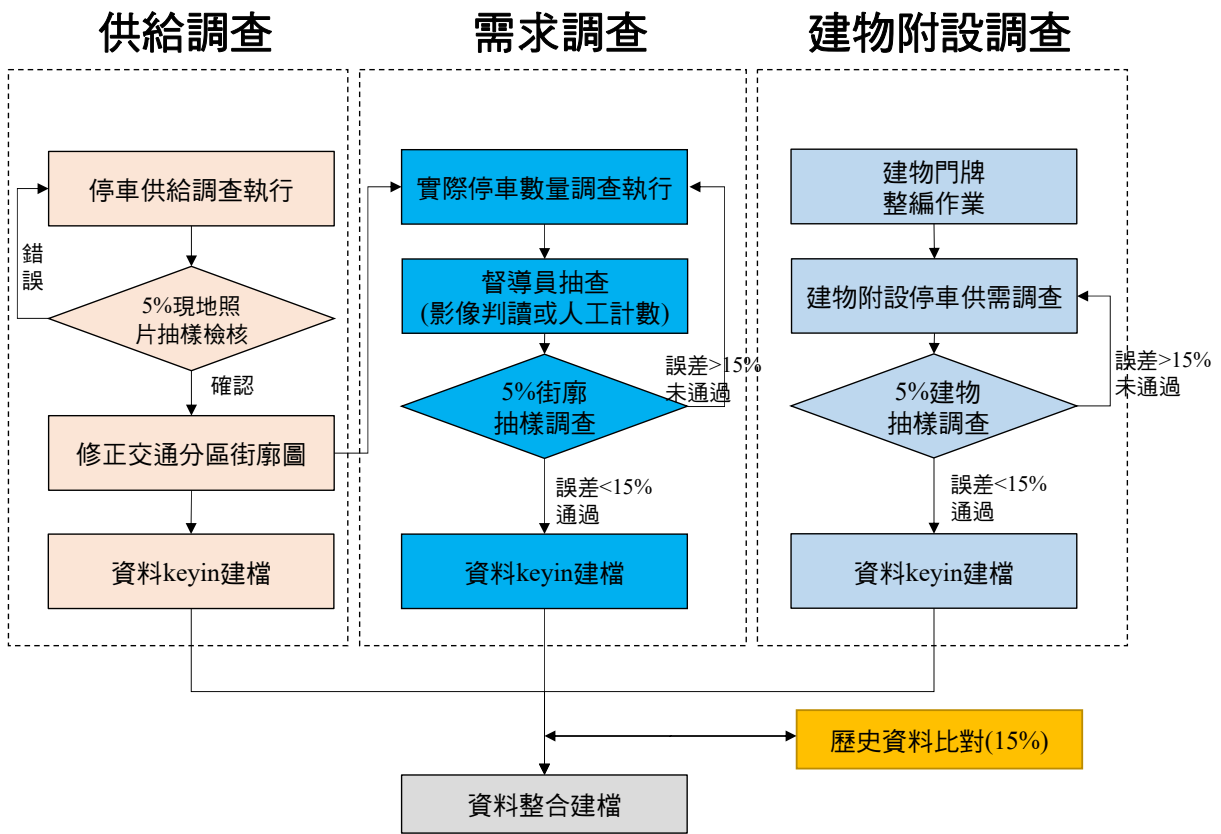 供給調查
停車供給調查執行
錯
誤
5%現地照
片抽樣檢核
確認
修正交通分區街廓圖
資料keyin建檔
需求調查
實際停車數量調查執行
督導員抽查
(影像判讀或人工計數)
5%街廓
抽樣調查
誤差>15%
未通過
誤差<15%
通過
資料keyin建檔
建物附設調查
建物門牌
整編作業
建物附設停車供需調查
5%建物
抽樣調查
誤差>15%
未通過
誤差<15%
通過
資料keyin建檔
歷史資料比對(15%)
資料整合建檔